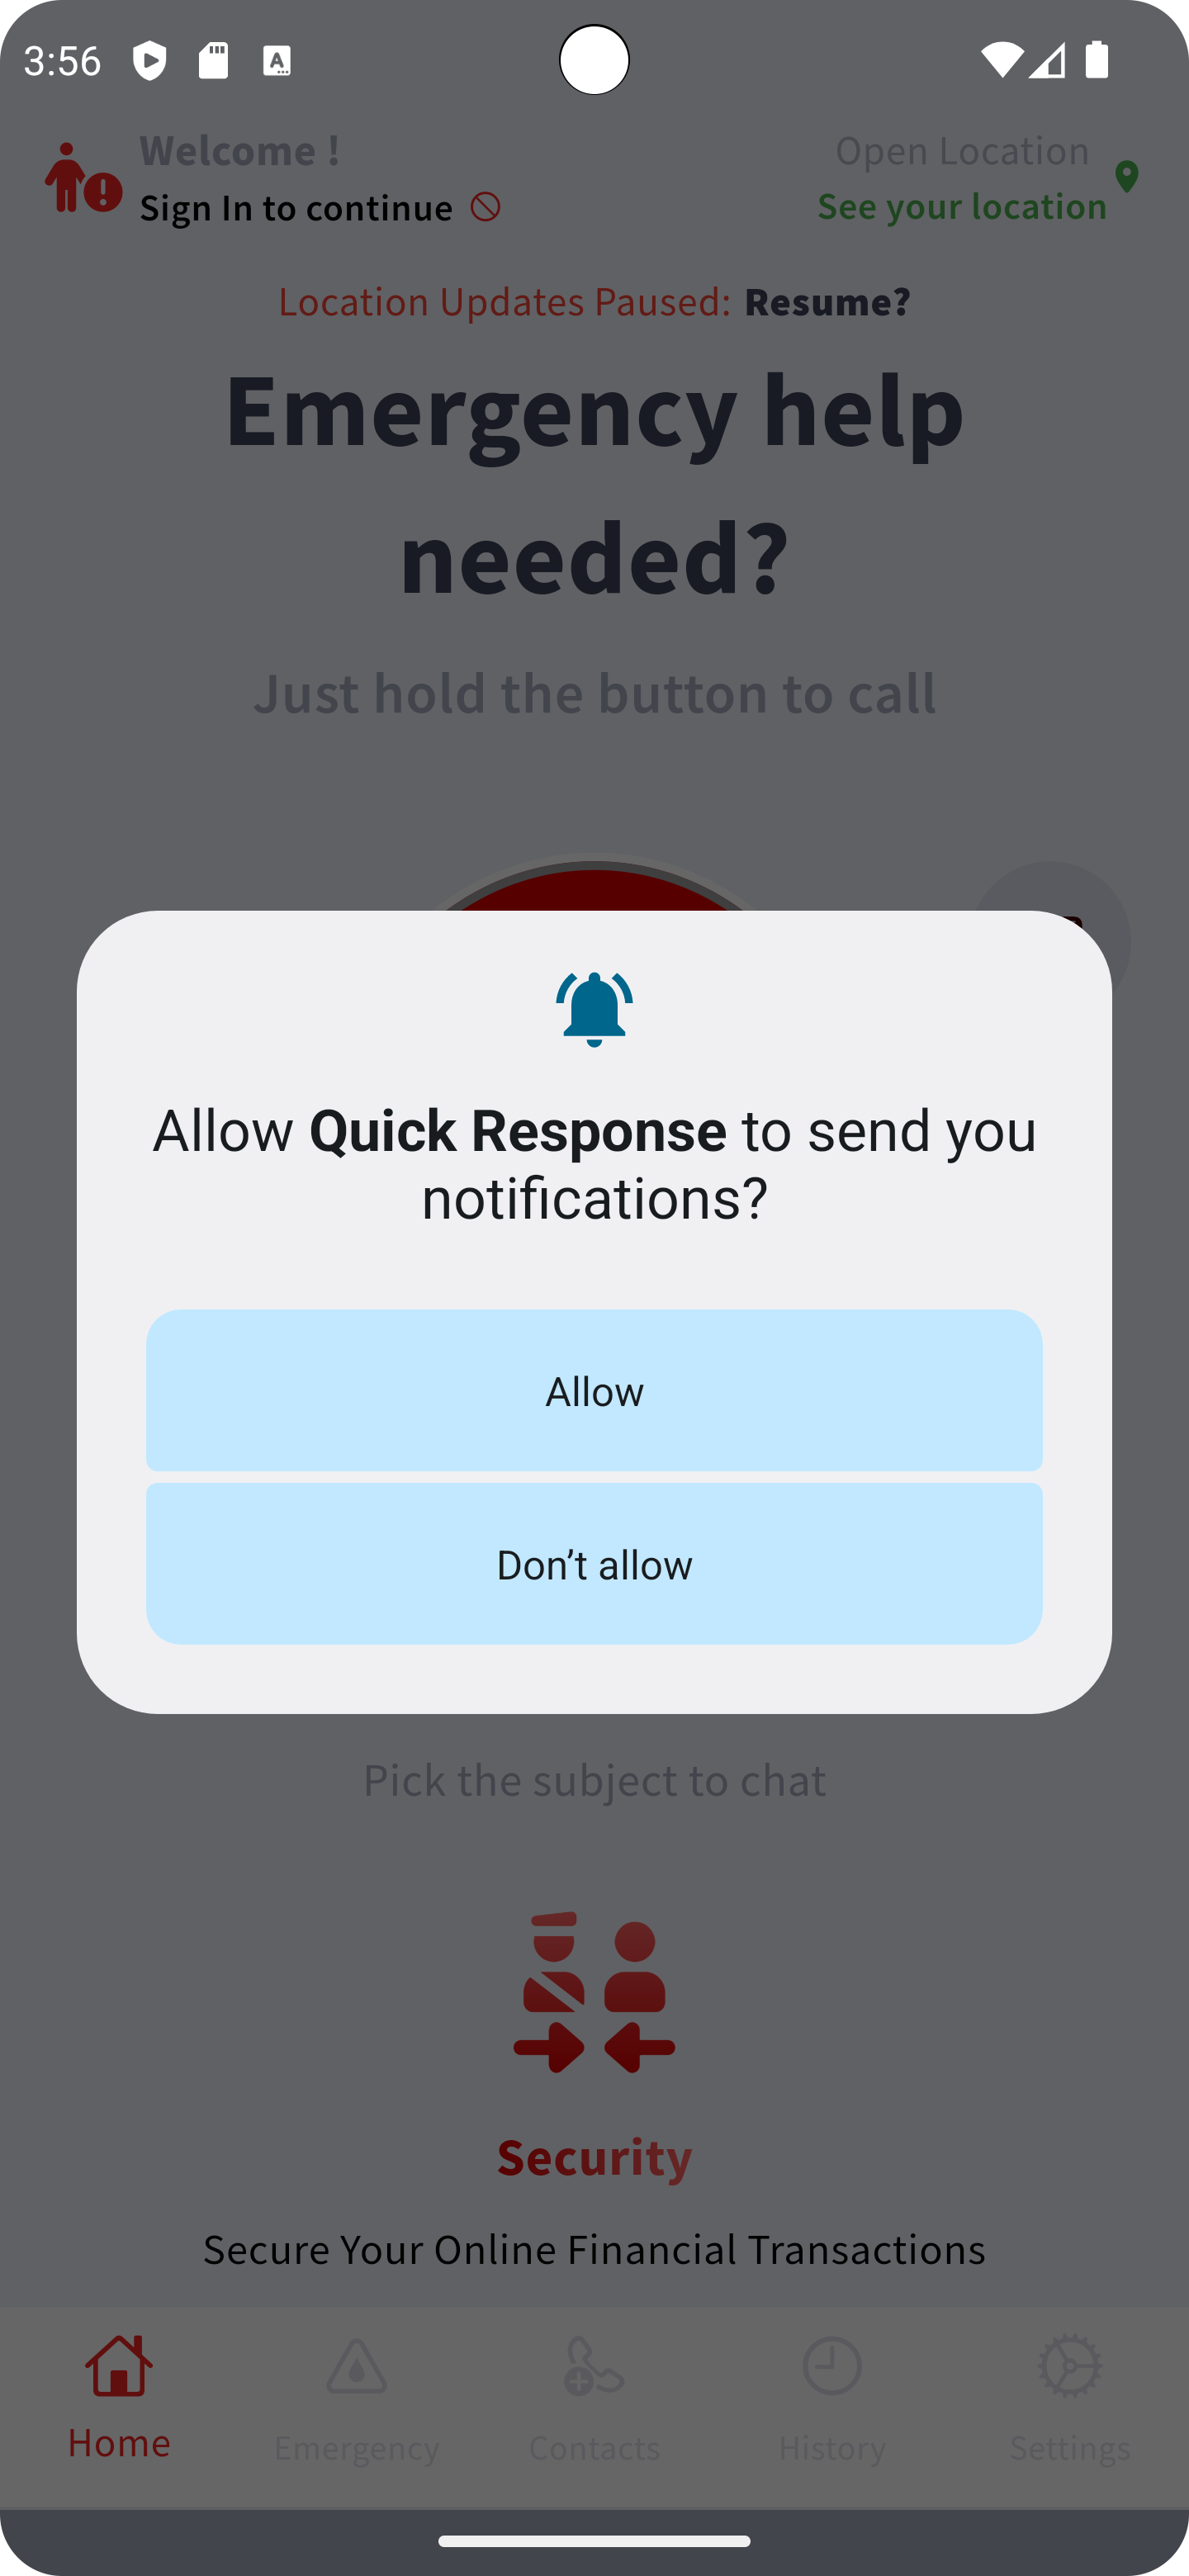 3:56
Welcome !
Sign In to continue
Open Location
See your location
Location Updates Paused: Resume?
Emergency help
needed?
Just hold the button to call
Allow Quick Response to send you
notifications?
Allow
Don’t allow
Pick the subject to chat
Security
Secure Your Online Financial Transactions
Home
Emergency
Contacts
History
Settings